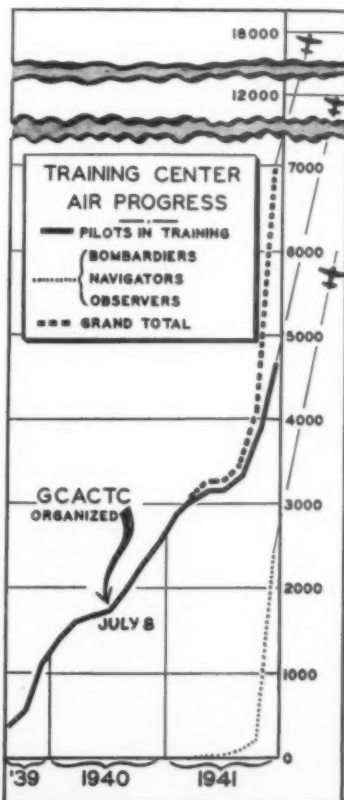 18000
12000
7000
TRAINING CENTER
AIR PROGRESS
PILOTS IN TRAINING
BOMBARDIERS
NAVIGATORS
OBSERVERS
GRAND TOTAL
6000
5000
4000
GCACTC
ORGANIZED
3000
2000
JULY 8
1000
0
'39
1940
1941